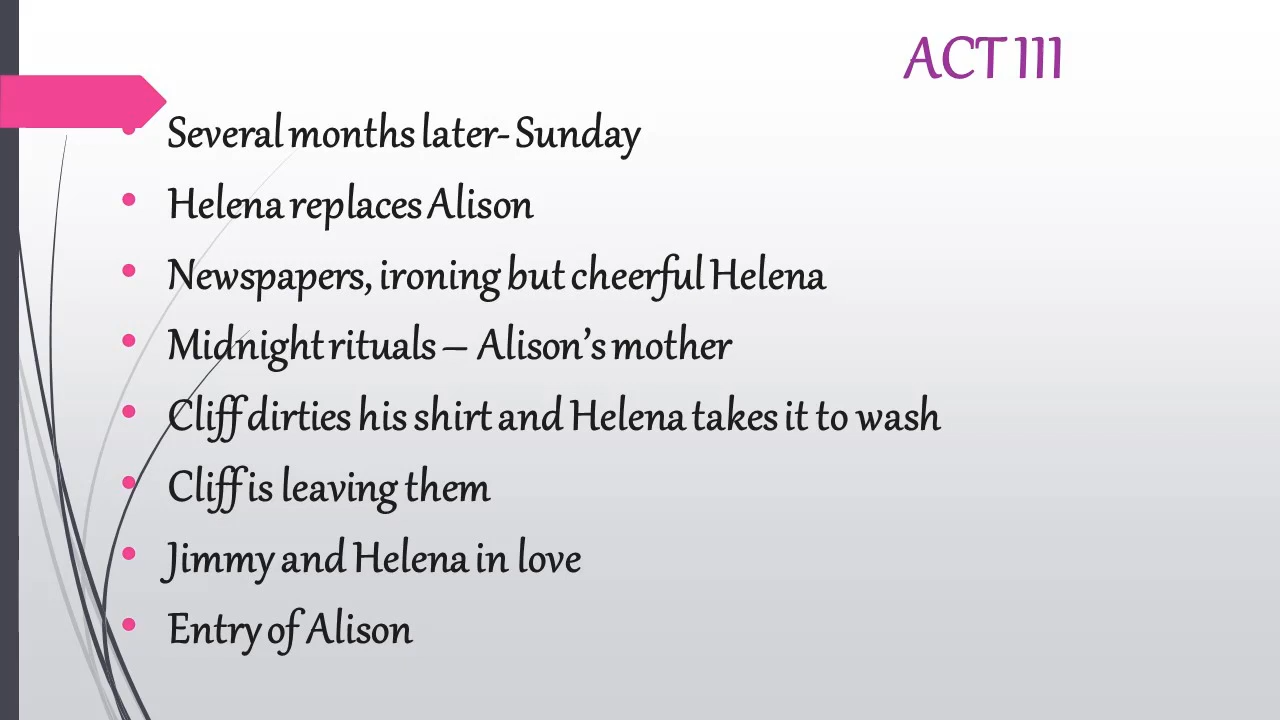 ACT III
Several months later- Sunday
Helena replaces Alison
Newspapers, ironing but cheerful Helena
Midnight rituals – Alison’s mother
Cliff dirties his shirt and Helena takes it to wash
Cliff is leaving them
Jimmy and Helena in love
Entry of Alison